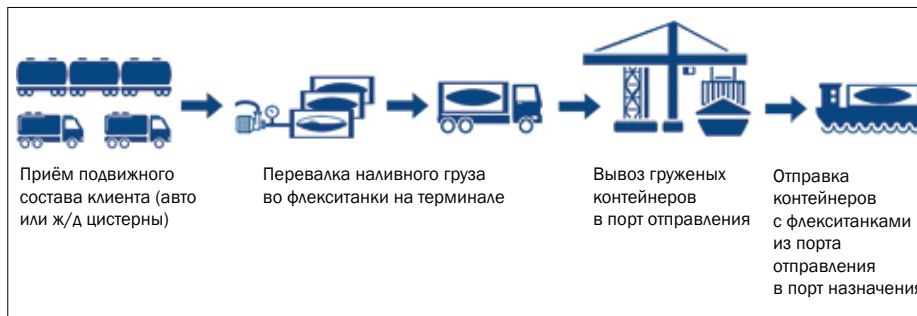 Приём подвижного
состава клиента (авто
или ж/д цистерны)
Перевалка наливного груза
во флекситанки на терминале
Вывоз груженых
контейнеров
в порт отправления
Отправка
контейнеров
с флекситанками
из порта
отправления
в порт назначения